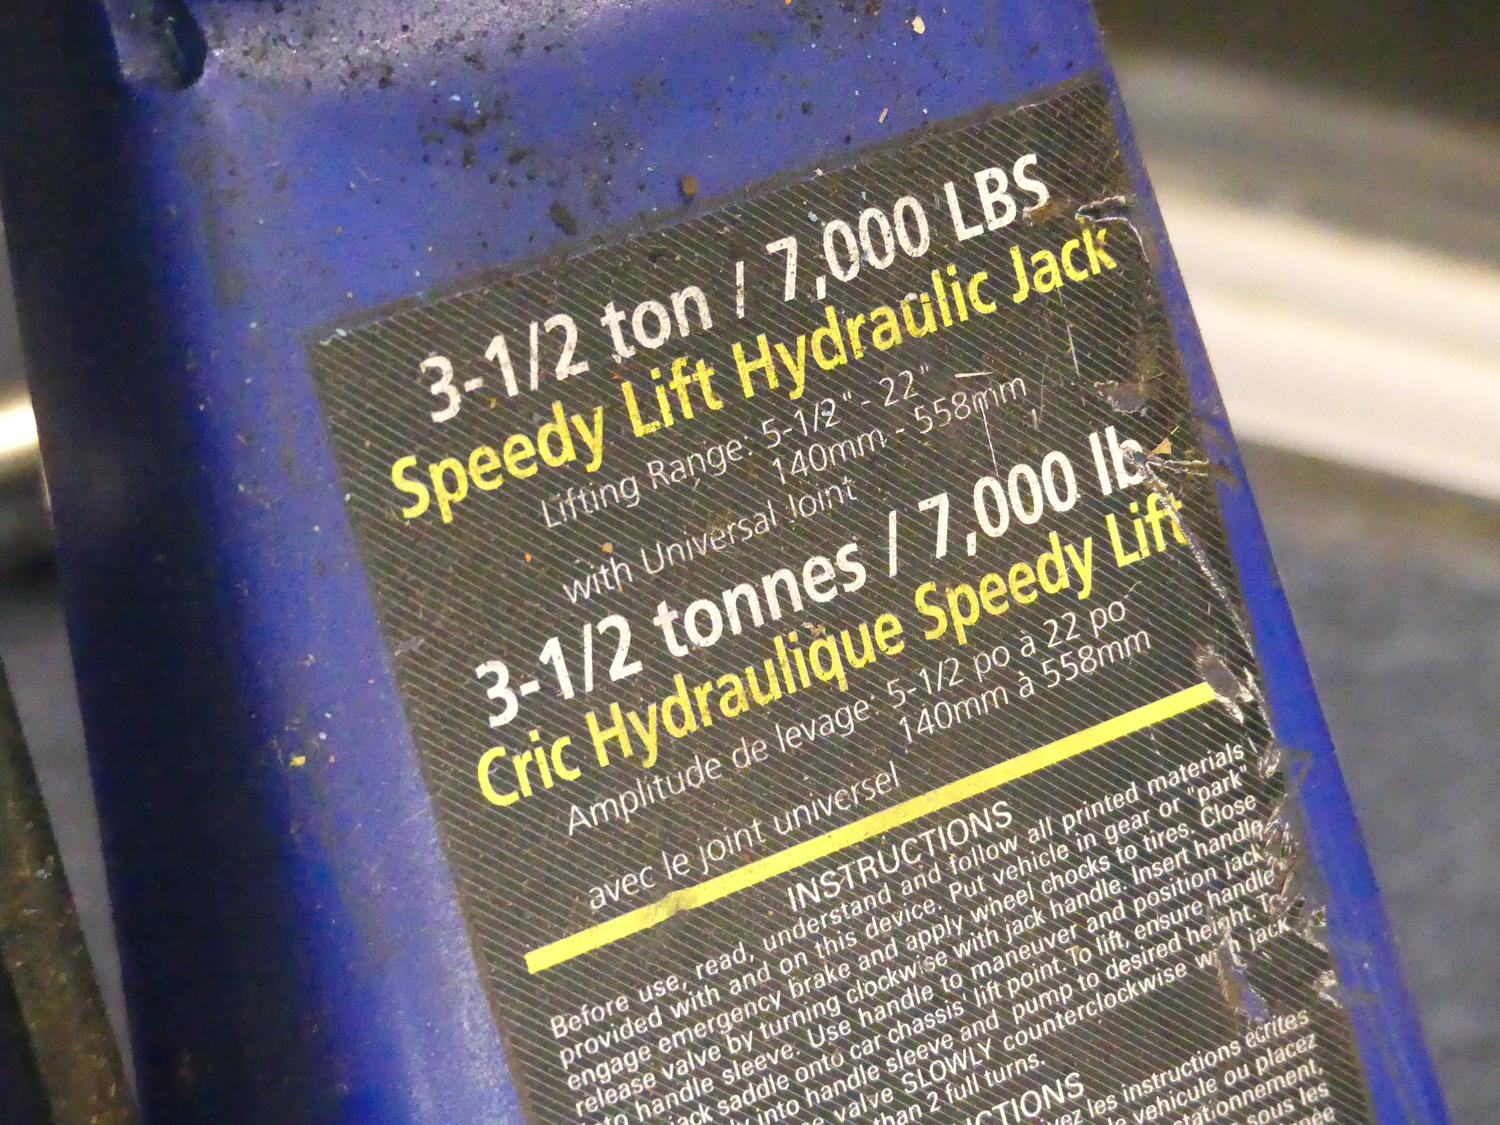 3-1/2 ton / 7,000 LBS
Speedy Lift Hydraulic Jack
Lifting Range: 5-1/2" - 22"
140mm - 558mm
with Universal Joint
3-1/2 tonnes / 7,000 lb
Cric Hydraulique Speedy Lift
Amplitude de levage: 5-1/2 po à 22 po
140mm à 558mm
avec le joint universel
INSTRUCTIONS
Before use, read, understand and follow all printed materials
provided with and on this device. Put vehicle in gear or "park"
engage emergency brake and apply wheel chocks to tires. Close
release valve by turning clockwise with jack handle. Insert handle
into handle sleeve. Use handle to maneuver and position jack
jack saddle onto car chassis' lift point. To lift, ensure handle
into handle sleeve and pump to desired height. To
valve SLOWLY counterclockwise with jack
than 2 full turns.
les instructions écrites
vehicule ou placez
stationnement,
sous les